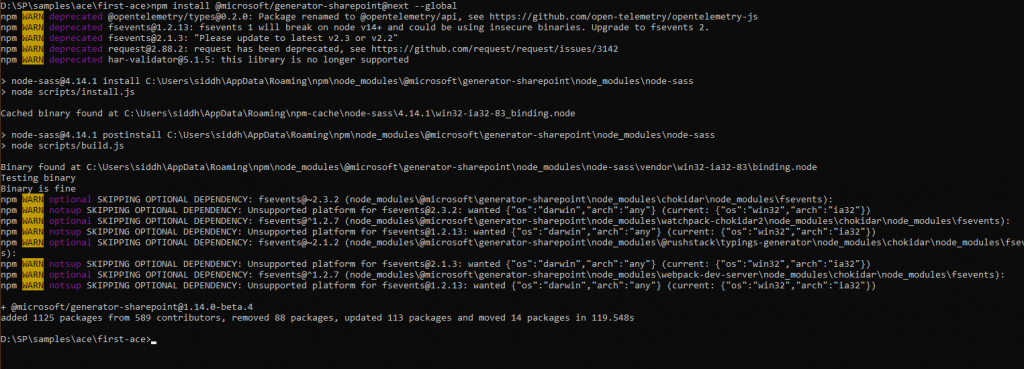 D:\SP\samples\ace\first-ace>npm install @microsoft/generator-sharepoint@next --global
npm WARN deprecated @opentelemetry/types@0.2.0: Package renamed to @opentelemetry/api, see https://github.com/open-telemetry/opentelemetry-js
npm WARN deprecated fsevents@1.2.13: fsevents 1 will break on node v14+ and could be using insecure binaries. Upgrade to fsevents 2.
npm WARN deprecated fsevents@2.1.3: "Please update to latest v2.3 or v2.2"
npm WARN deprecated request@2.88.2: request has been deprecated, see https://github.com/request/request/issues/3142
npm WARN deprecated har-validator@5.1.5: this library is no longer supported
> node-sass@4.14.1 install C:\Users\siddh\AppData\Roaming\npm\node_modules\@microsoft\generator-sharepoint\node_modules\node-sass
> node scripts/install.js
Cached binary found at C:\Users\siddh\AppData\Roaming\npm-cache\node-sass\4.14.1\win32-ia32-83_binding.node
> node-sass@4.14.1 postinstall C:\Users\siddh\AppData\Roaming\npm\node_modules\@microsoft\generator-sharepoint\node_modules\node-sass
> node scripts/build.js
Binary found at C:\Users\siddh\AppData\Roaming\npm\node_modules\@microsoft\generator-sharepoint\node_modules\node-sass\vendor\win32-ia32-83\binding.node
Testing binary
Binary is fine
npm WARN optional SKIPPING OPTIONAL DEPENDENCY: fsevents@~2.3.2 (node_modules\@microsoft\generator-sharepoint\node_modules\chokidar\node_modules\fsevents):
npm WARN notsup SKIPPING OPTIONAL DEPENDENCY: Unsupported platform for fsevents@2.3.2: wanted {"os":"darwin","arch":"any"} (current: {"os":"win32","arch":"ia32"})
npm WARN optional SKIPPING OPTIONAL DEPENDENCY: fsevents@^1.2.7 (node_modules\@microsoft\generator-sharepoint\node_modules\watchpack-chokidar2\node_modules\fsevents):
npm WARN notsup SKIPPING OPTIONAL DEPENDENCY: Unsupported platform for fsevents@1.2.13: wanted {"os":"darwin","arch":"any"} (current: {"os":"win32","arch":"ia32"})
npm WARN optional SKIPPING OPTIONAL DEPENDENCY: fsevents@~2.1.2 (node_modules\@microsoft\generator-sharepoint\node_modules\@rushstack\typings-generator\node_modules\chokidar\node_modules\fseve
s):
npm WARN notsup SKIPPING OPTIONAL DEPENDENCY: Unsupported platform for fsevents@2.1.3: wanted {"os":"darwin","arch":"any"} (current: {"os":"win32","arch":"ia32"})
npm WARN optional SKIPPING OPTIONAL DEPENDENCY: fsevents@^1.2.7 (node_modules\@microsoft\generator-sharepoint\node_modules\webpack-dev-server\node_modules\chokidar\node_modules\fsevents):
npm WARN notsup SKIPPING OPTIONAL DEPENDENCY: Unsupported platform for fsevents@1.2.13: wanted {"os":"darwin","arch":"any"} (current: {"os":"win32","arch":"ia32"})
+ @microsoft/generator-sharepoint@1.14.0-beta.4
added 1125 packages from 589 contributors, removed 88 packages, updated 113 packages and moved 14 packages in 119.548s
D:\SP\samples\ace\first-ace>